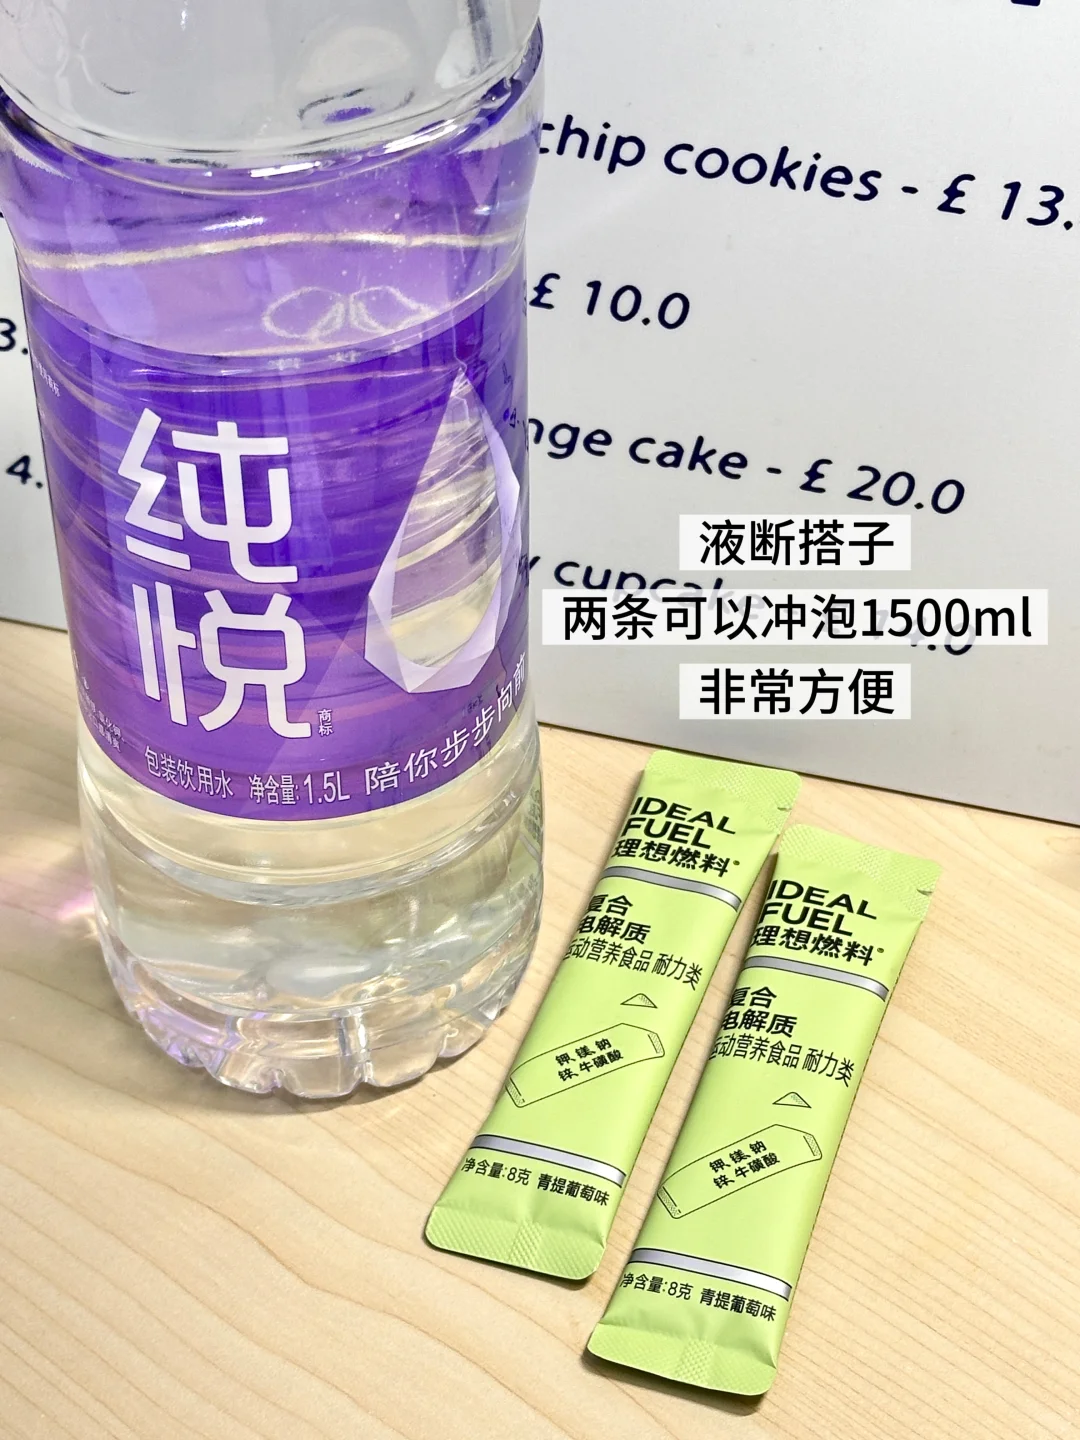 chip cookies - £ 13.
£ 10.0
nge cake - £ 20.0
cupcake
3.
4.
液断搭子
两条可以冲泡1500ml
非常方便
纯
悦
商标
包装饮用水 净含量:1.5L 陪你步步向前
IDEAL
FUEL
理想燃料
复合
电解质
运动营养食品 耐力类
钾、镁、钠
锌、牛磺酸
净含量:8克 青提葡萄味
IDEAL
FUEL
理想燃料
复合
电解质
运动营养食品 耐力类
钾、镁、钠
锌、牛磺酸
净含量:8克 青提葡萄味